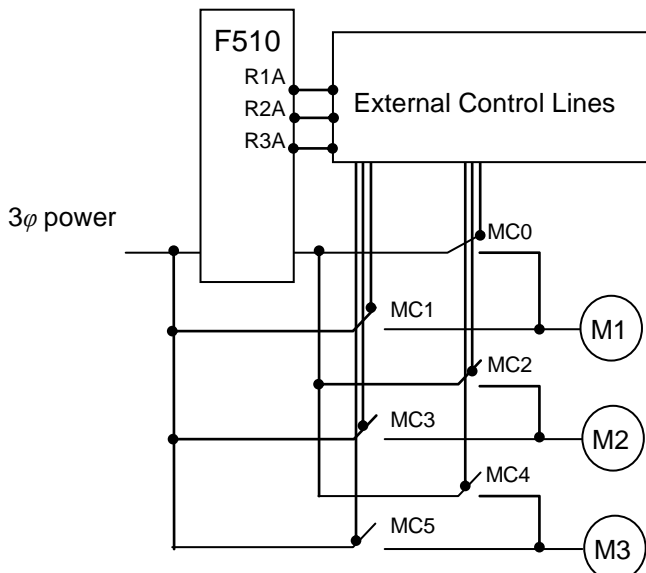 F510
R1A
R2A
R3A
External Control Lines
3φ power
MC0
MC1
M1
MC2
MC3
M2
MC4
MC5
M3